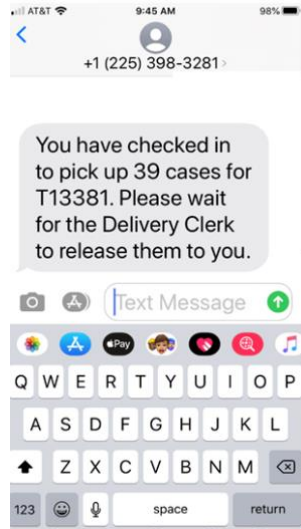 AT&T 9:45 AM 98%
+1 (225) 398-3281 >
You have checked in
to pick up 39 cases for
T13381. Please wait
for the Delivery Clerk
to release them to you.
Text Message
Pay
Q W E R T Y U I O P
A S D F G H J K L
Z X C V B N M
123 space return